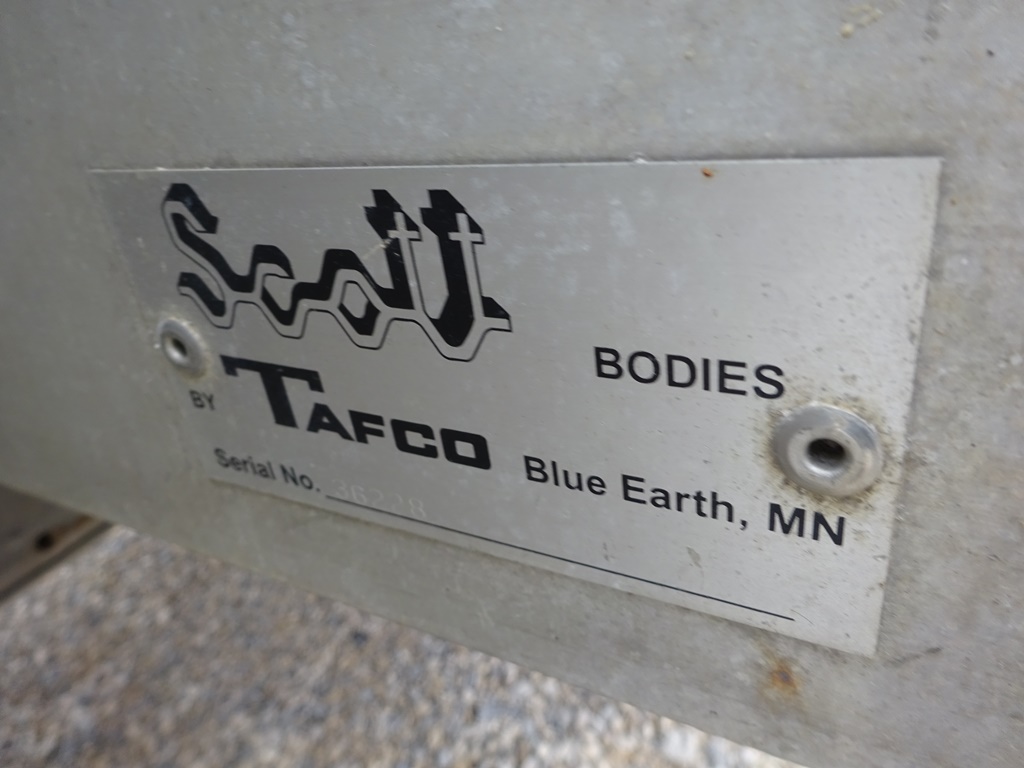 Scott
BODIES
BY TAFCO Blue Earth, MN
Serial No.